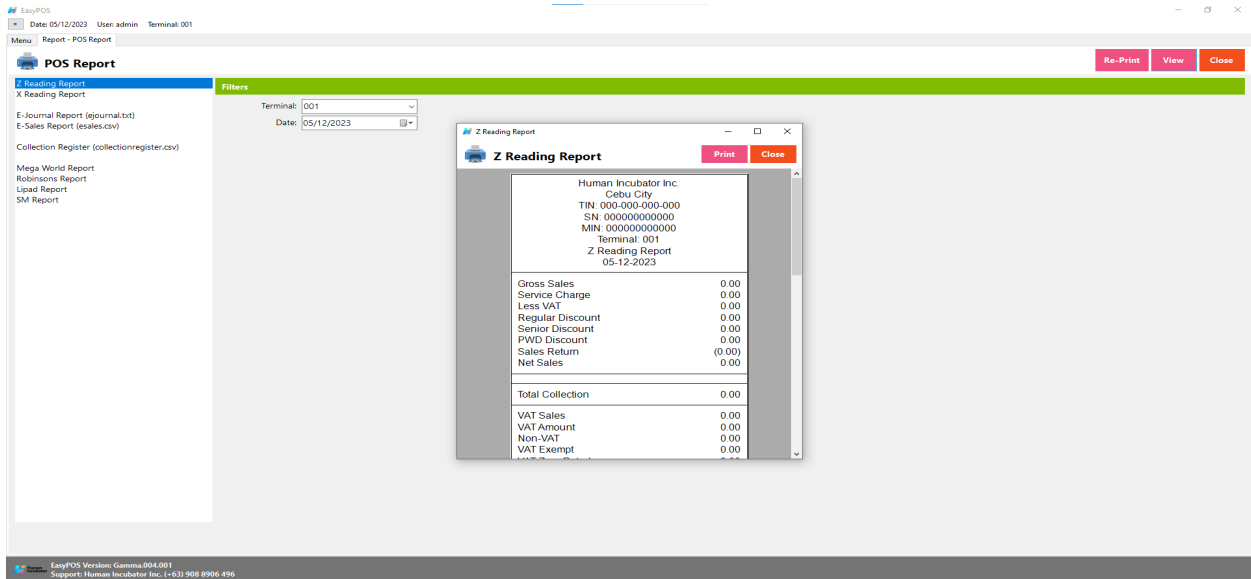 EasyPOS
Date: 05/12/2023 User: admin Terminal: 001
Menu Report - POS Report
POS Report
Re-Print View Close
Z Reading Report
X Reading Report
E-Journal Report (ejournal.txt)
E-Sales Report (esales.csv)
Collection Register (collectionregister.csv)
Mega World Report
Robinsons Report
Lipad Report
SM Report
Filters
Terminal: 001
Date: 05/12/2023
Z Reading Report
Z Reading Report
Print Close
Human Incubator Inc.
Cebu City
TIN: 000-000-000-000
SN: 000000000000
MIN: 000000000000
Terminal: 001
Z Reading Report
05-12-2023
Gross Sales 0.00
Service Charge 0.00
Less VAT 0.00
Regular Discount 0.00
Senior Discount 0.00
PWD Discount 0.00
Sales Return (0.00)
Net Sales 0.00
Total Collection 0.00
VAT Sales 0.00
VAT Amount 0.00
Non-VAT 0.00
VAT Exempt 0.00
Human Incubator
EasyPOS Version: Gamma.004.001
Support: Human Incubator Inc. (+63) 908 8906 496